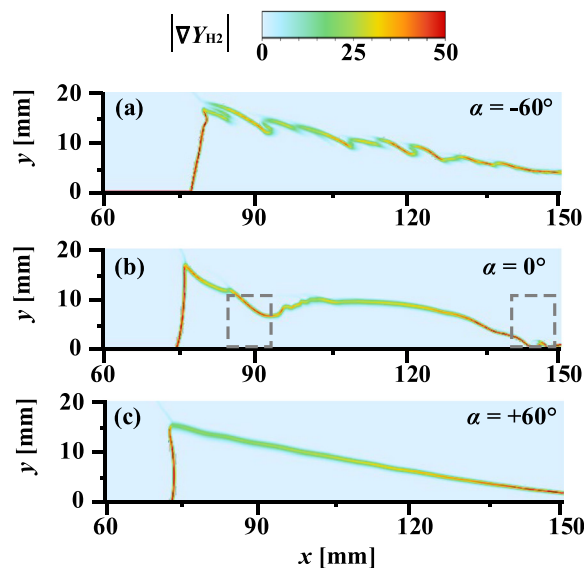 |∇Y_H2|
0 25 50
20
(a)
α = -60°
y [mm]
10
0
60 90 120 150
20
(b)
α = 0°
y [mm]
10
0
60 90 120 150
20
(c)
α = +60°
y [mm]
10
0
60 90 120 150
x [mm]